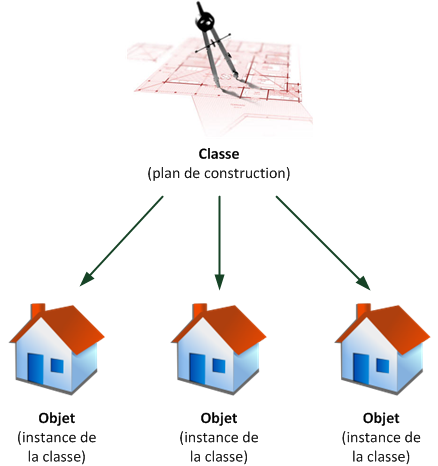 Classe
(plan de construction)
Objet
(instance de
la classe)
Objet
(instance de
la classe)
Objet
(instance de
la classe)